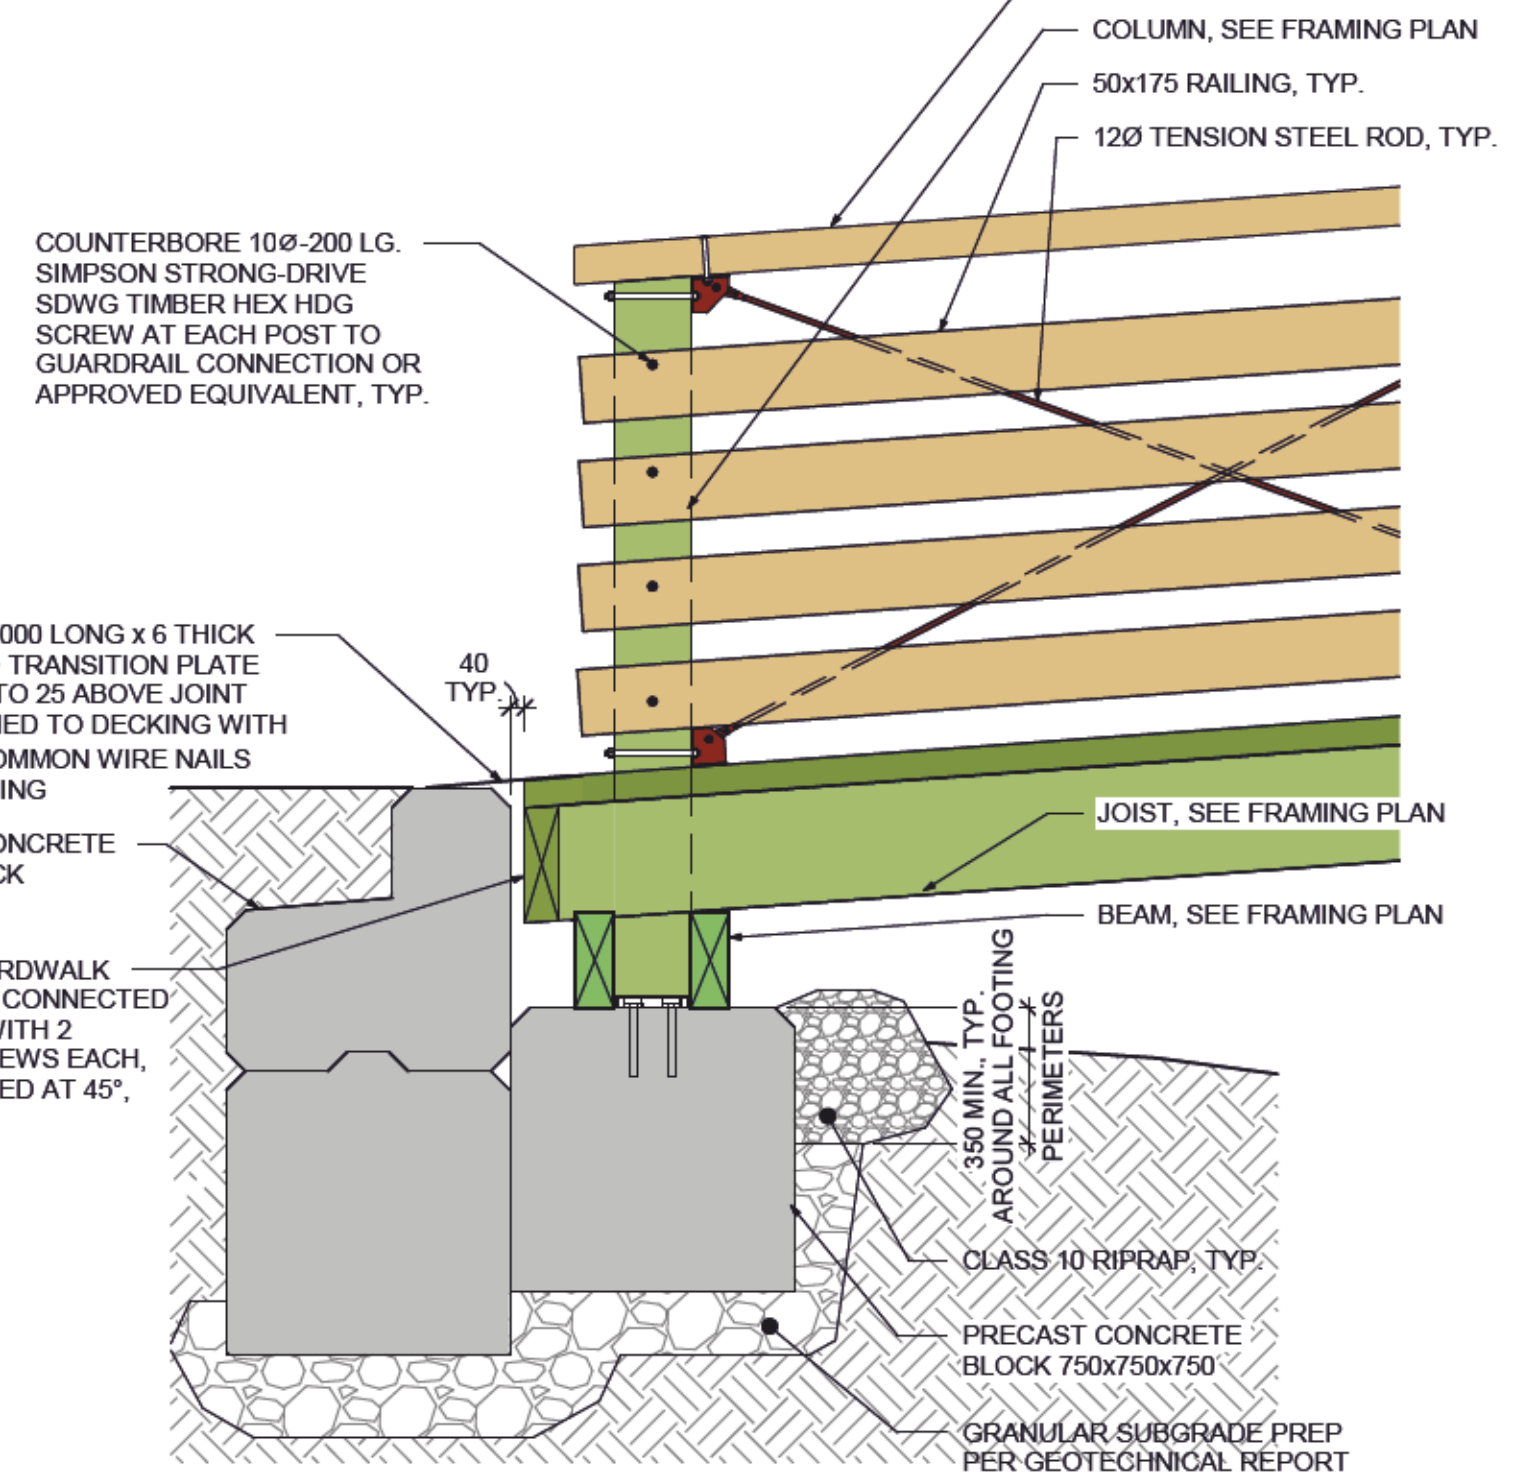 COLUMN, SEE FRAMING PLAN
50x175 RAILING, TYP.
12Ø TENSION STEEL ROD, TYP.
COUNTERBORE 10Ø-200 LG.
SIMPSON STRONG-DRIVE
SDWG TIMBER HEX HDG
SCREW AT EACH POST TO
GUARDRAIL CONNECTION OR
APPROVED EQUIVALENT, TYP.
000 LONG x 6 THICK
TRANSITION PLATE
TO 25 ABOVE JOINT
NED TO DECKING WITH
OMMON WIRE NAILS
ING
40
TYP.
ONCRETE
CK
JOIST, SEE FRAMING PLAN
BEAM, SEE FRAMING PLAN
RDWALK
CONNECTED
WITH 2
EWS EACH,
ED AT 45°,
350 MIN., TYP.
AROUND ALL FOOTING
PERIMETERS
CLASS 10 RIPRAP, TYP.
PRECAST CONCRETE
BLOCK 750x750x750
GRANULAR SUBGRADE PREP
PER GEOTECHNICAL REPORT